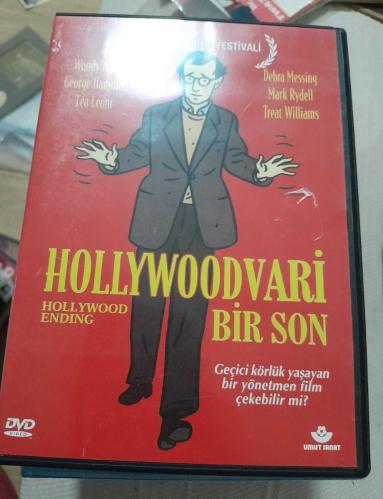 FESTİVALİ
Woody
George Ham
Téa Leoni
Debra Messing
Mark Rydell
Treat Williams
HOLLYWOODVARİ
BİR SON
HOLLYWOOD
ENDING
Geçici körlük yaşayan
bir yönetmen film
çekebilir mi?
DVD
VIDEO
UMUT SANAT